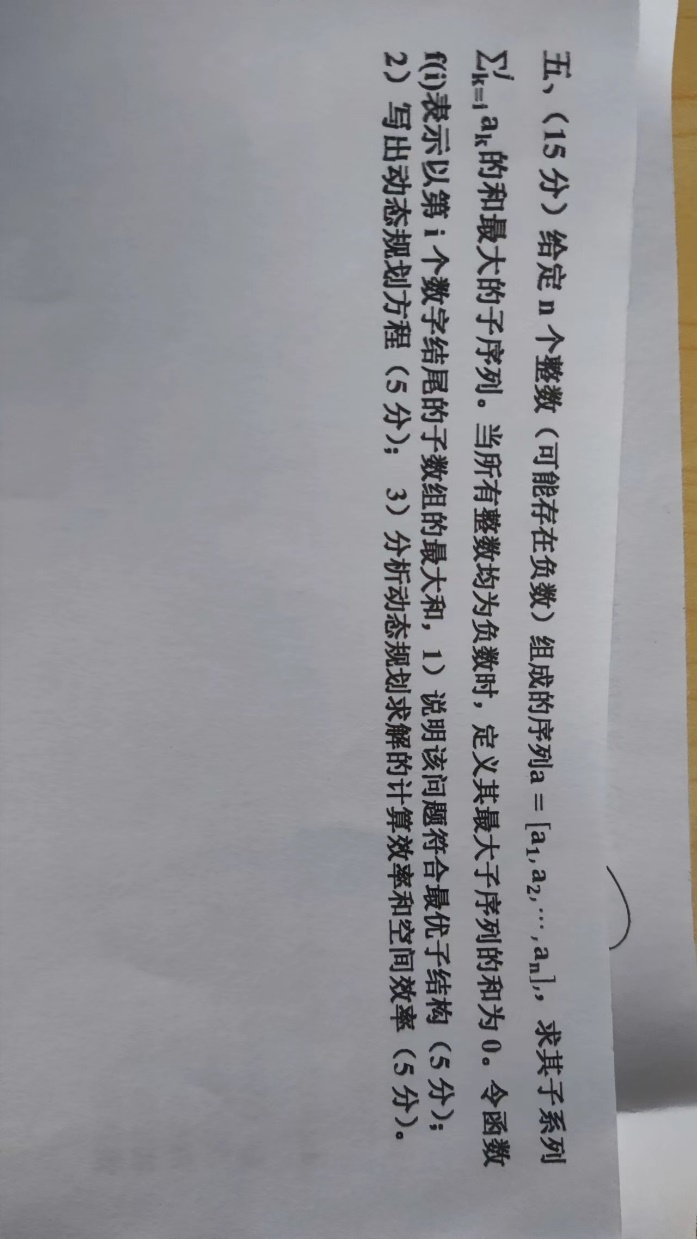 五、（15 分）给定 n 个整数（可能存在负数）组成的序列a = [a₁, a₂, ⋯, aₙ],，求其子系列
∑ʲₖ₌ᵢ aₖ的和最大的子序列。当所有整数均为负数时，定义其最大子序列的和为 0。令函数
f(i)表示以第 i 个数字结尾的子数组的最大和，1）说明该问题符合最优子结构（5 分）；
2）写出动态规划方程（5 分）； 3）分析动态规划求解的计算效率和空间效率（5 分）。